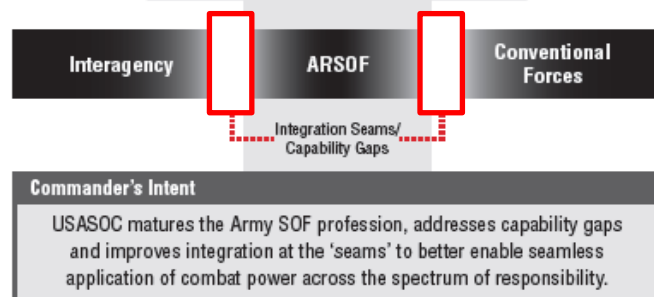 Interagency
ARSOF
Conventional
Forces
Integration Seams/
Capability Gaps
Commander's Intent
USASOC matures the Army SOF profession, addresses capability gaps
and improves integration at the 'seams' to better enable seamless
application of combat power across the spectrum of responsibility.